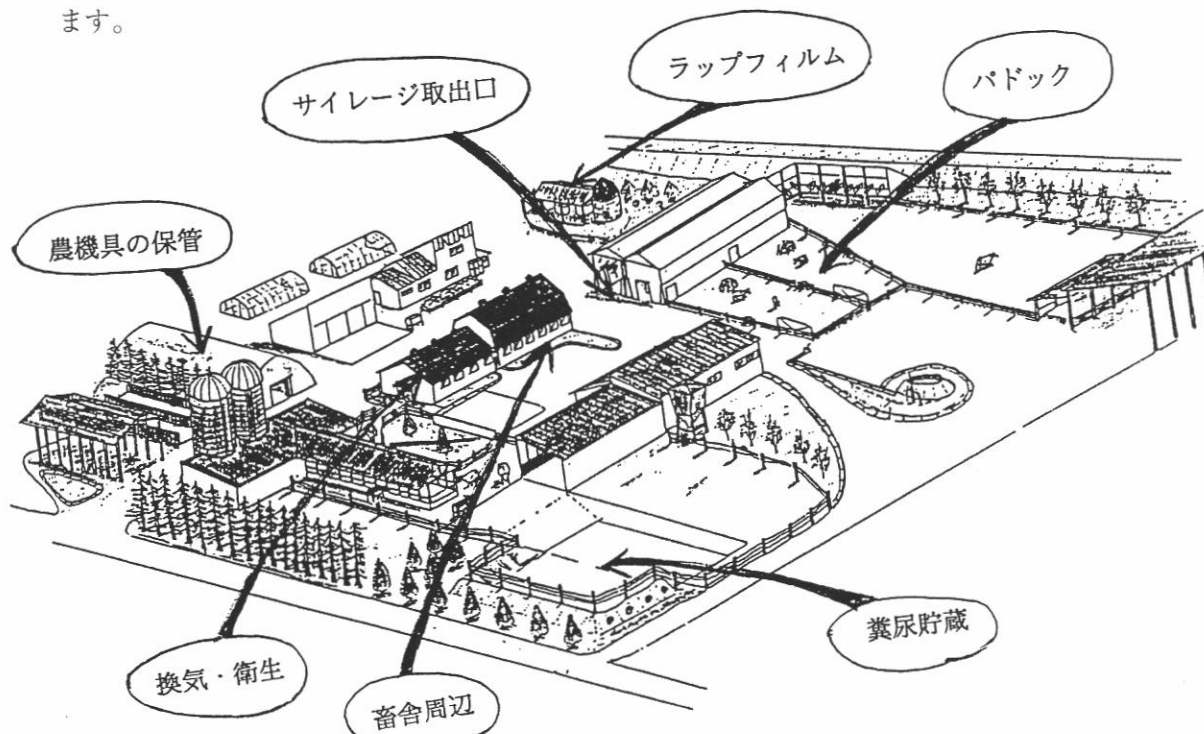 ます。
ラップフィルム
サイレージ取出口
パドック
農機具の保管
糞尿貯蔵
換気・衛生
畜舎周辺